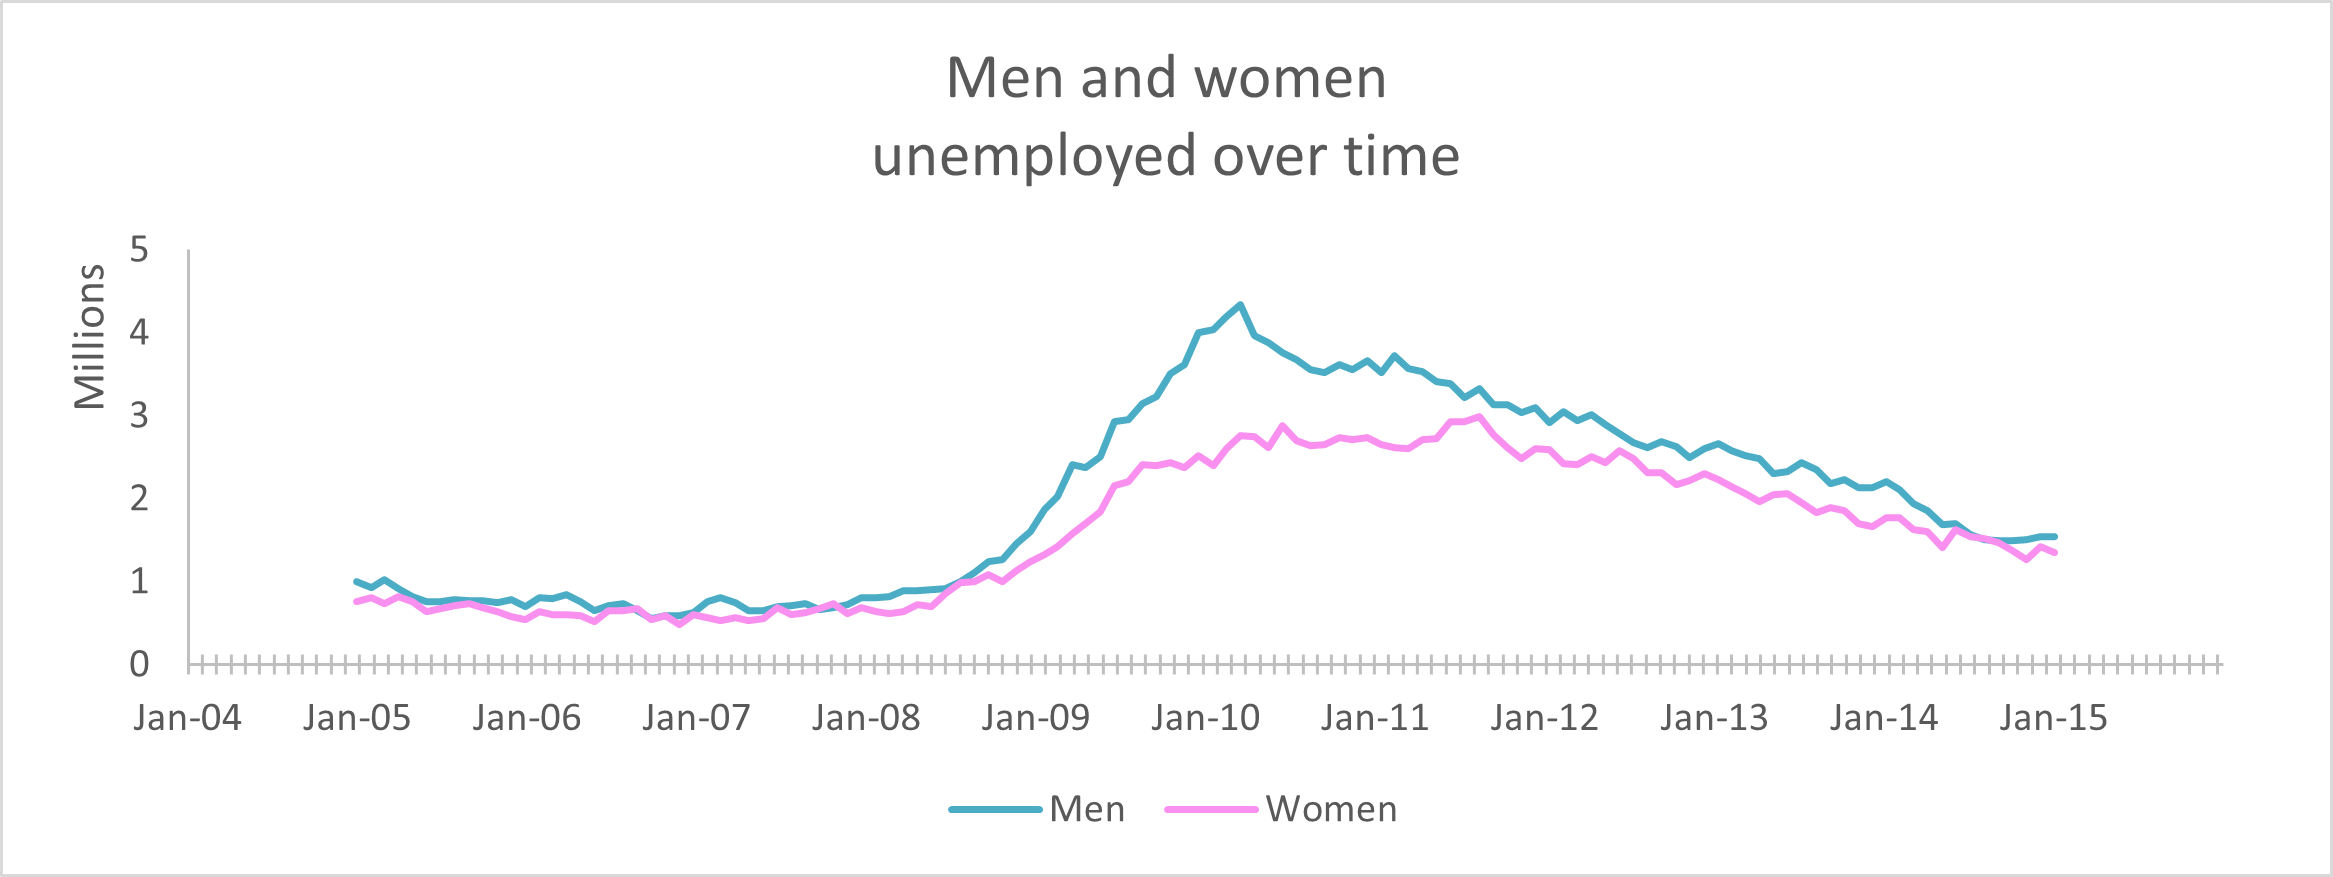 Men and women
unemployed over time
Millions
5
4
3
2
1
0
Jan-04 Jan-05 Jan-06 Jan-07 Jan-08 Jan-09 Jan-10 Jan-11 Jan-12 Jan-13 Jan-14 Jan-15
Men Women